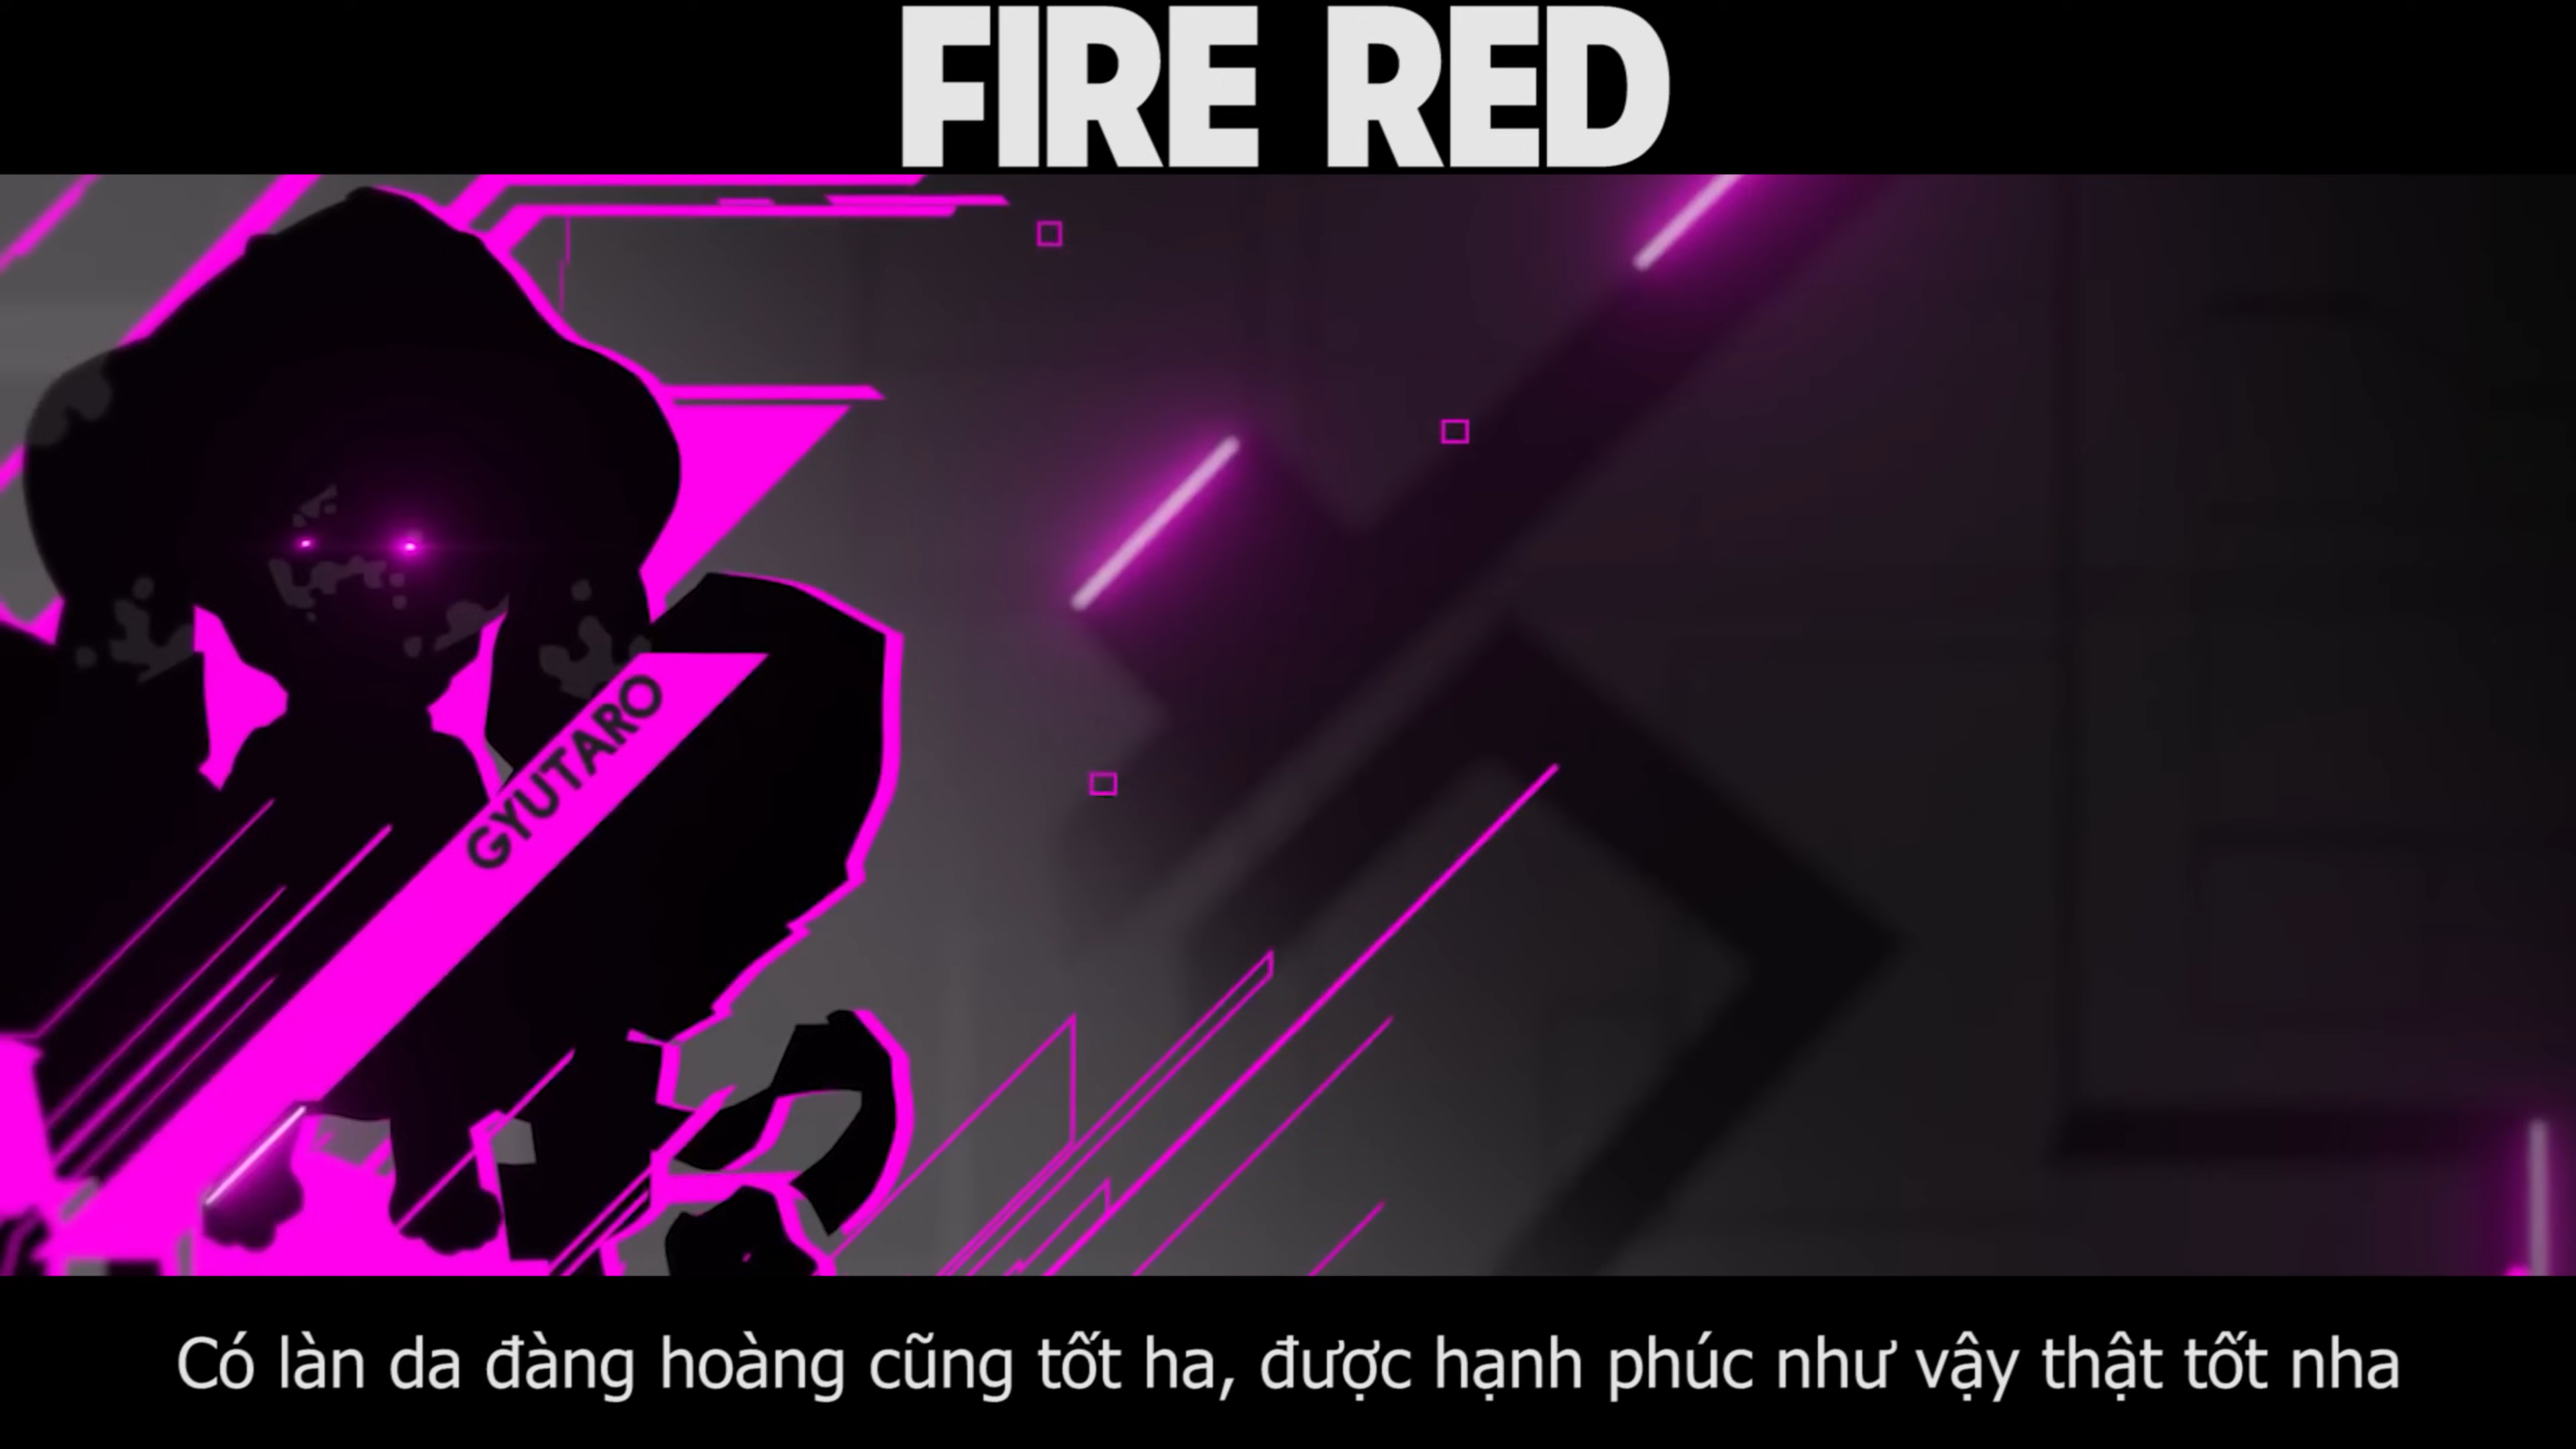 FIRE RED
GYUTARO
Có làn da đàng hoàng cũng tốt ha, được hạnh phúc như vậy thật tốt nha